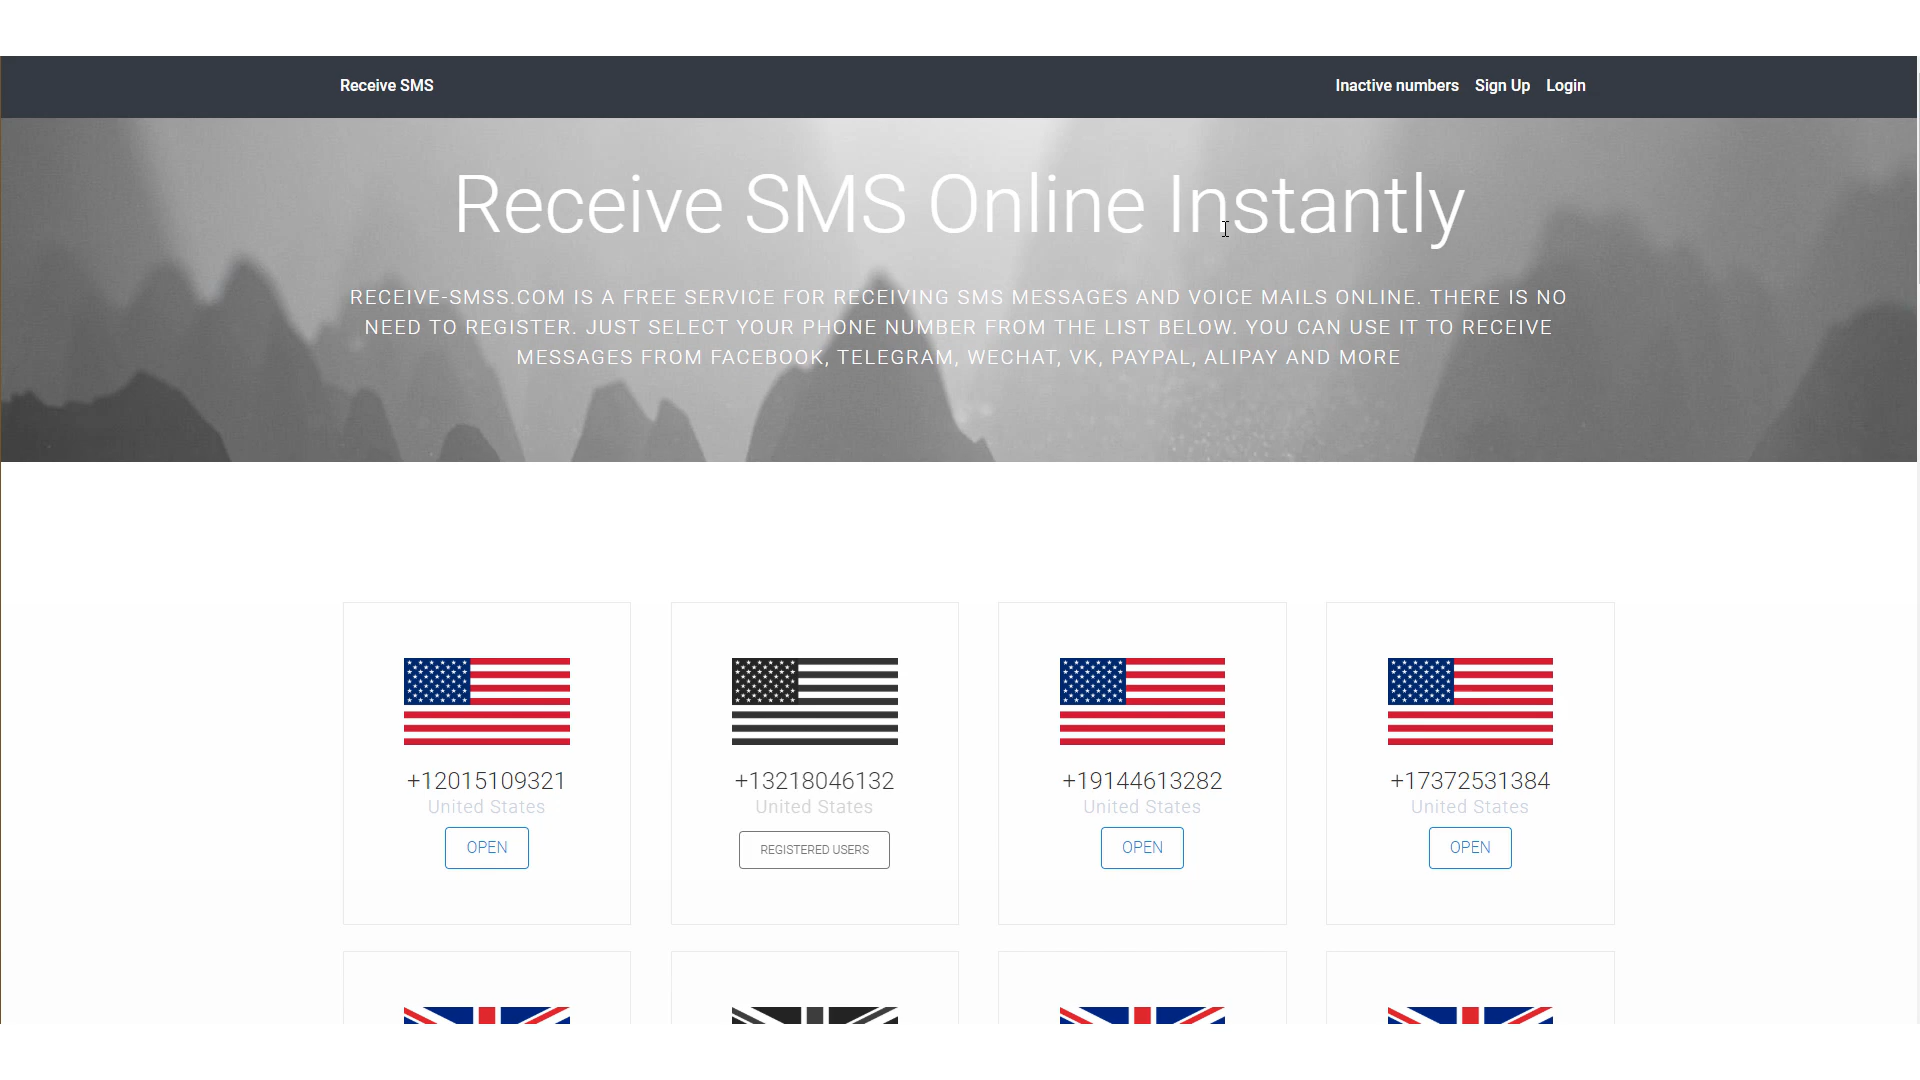 Receive SMS
Inactive numbers Sign Up Login
Receive SMS Online Instantly
RECEIVE-SMSS.COM IS A FREE SERVICE FOR RECEIVING SMS MESSAGES AND VOICE MAILS ONLINE. THERE IS NO
NEED TO REGISTER. JUST SELECT YOUR PHONE NUMBER FROM THE LIST BELOW. YOU CAN USE IT TO RECEIVE
MESSAGES FROM FACEBOOK, TELEGRAM, WECHAT, VK, PAYPAL, ALIPAY AND MORE
+12015109321
United States
OPEN
+13218046132
United States
REGISTERED USERS
+19144613282
United States
OPEN
+17372531384
United States
OPEN